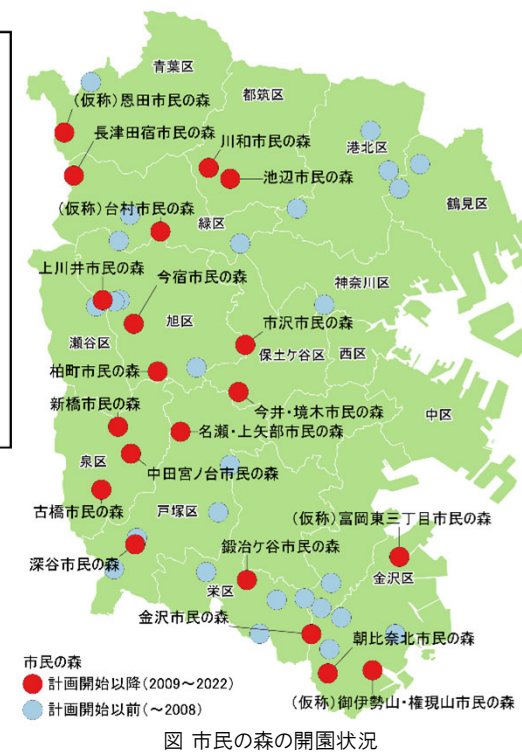 青葉区
都筑区
(仮称)恩田市民の森
長津田宿市民の森
川和市民の森
港北区
池辺市民の森
鶴見区
(仮称)台村市民の森
緑区
上川井市民の森
今宿市民の森
神奈川区
旭区
市沢市民の森
瀬谷区
保土ケ谷区
西区
柏町市民の森
新橋市民の森
今井・境木市民の森
中区
名瀬・上矢部市民の森
泉区
中田宮ノ台市民の森
古橋市民の森
戸塚区
(仮称)富岡東三丁目市民の森
鍛冶ケ谷市民の森
深谷市民の森
金沢区
栄区
金沢市民の森
朝比奈北市民の森
(仮称)御伊勢山・権現山市民の森
市民の森
計画開始以降(2009～2022)
計画開始以前(～2008)
図 市民の森の開園状況